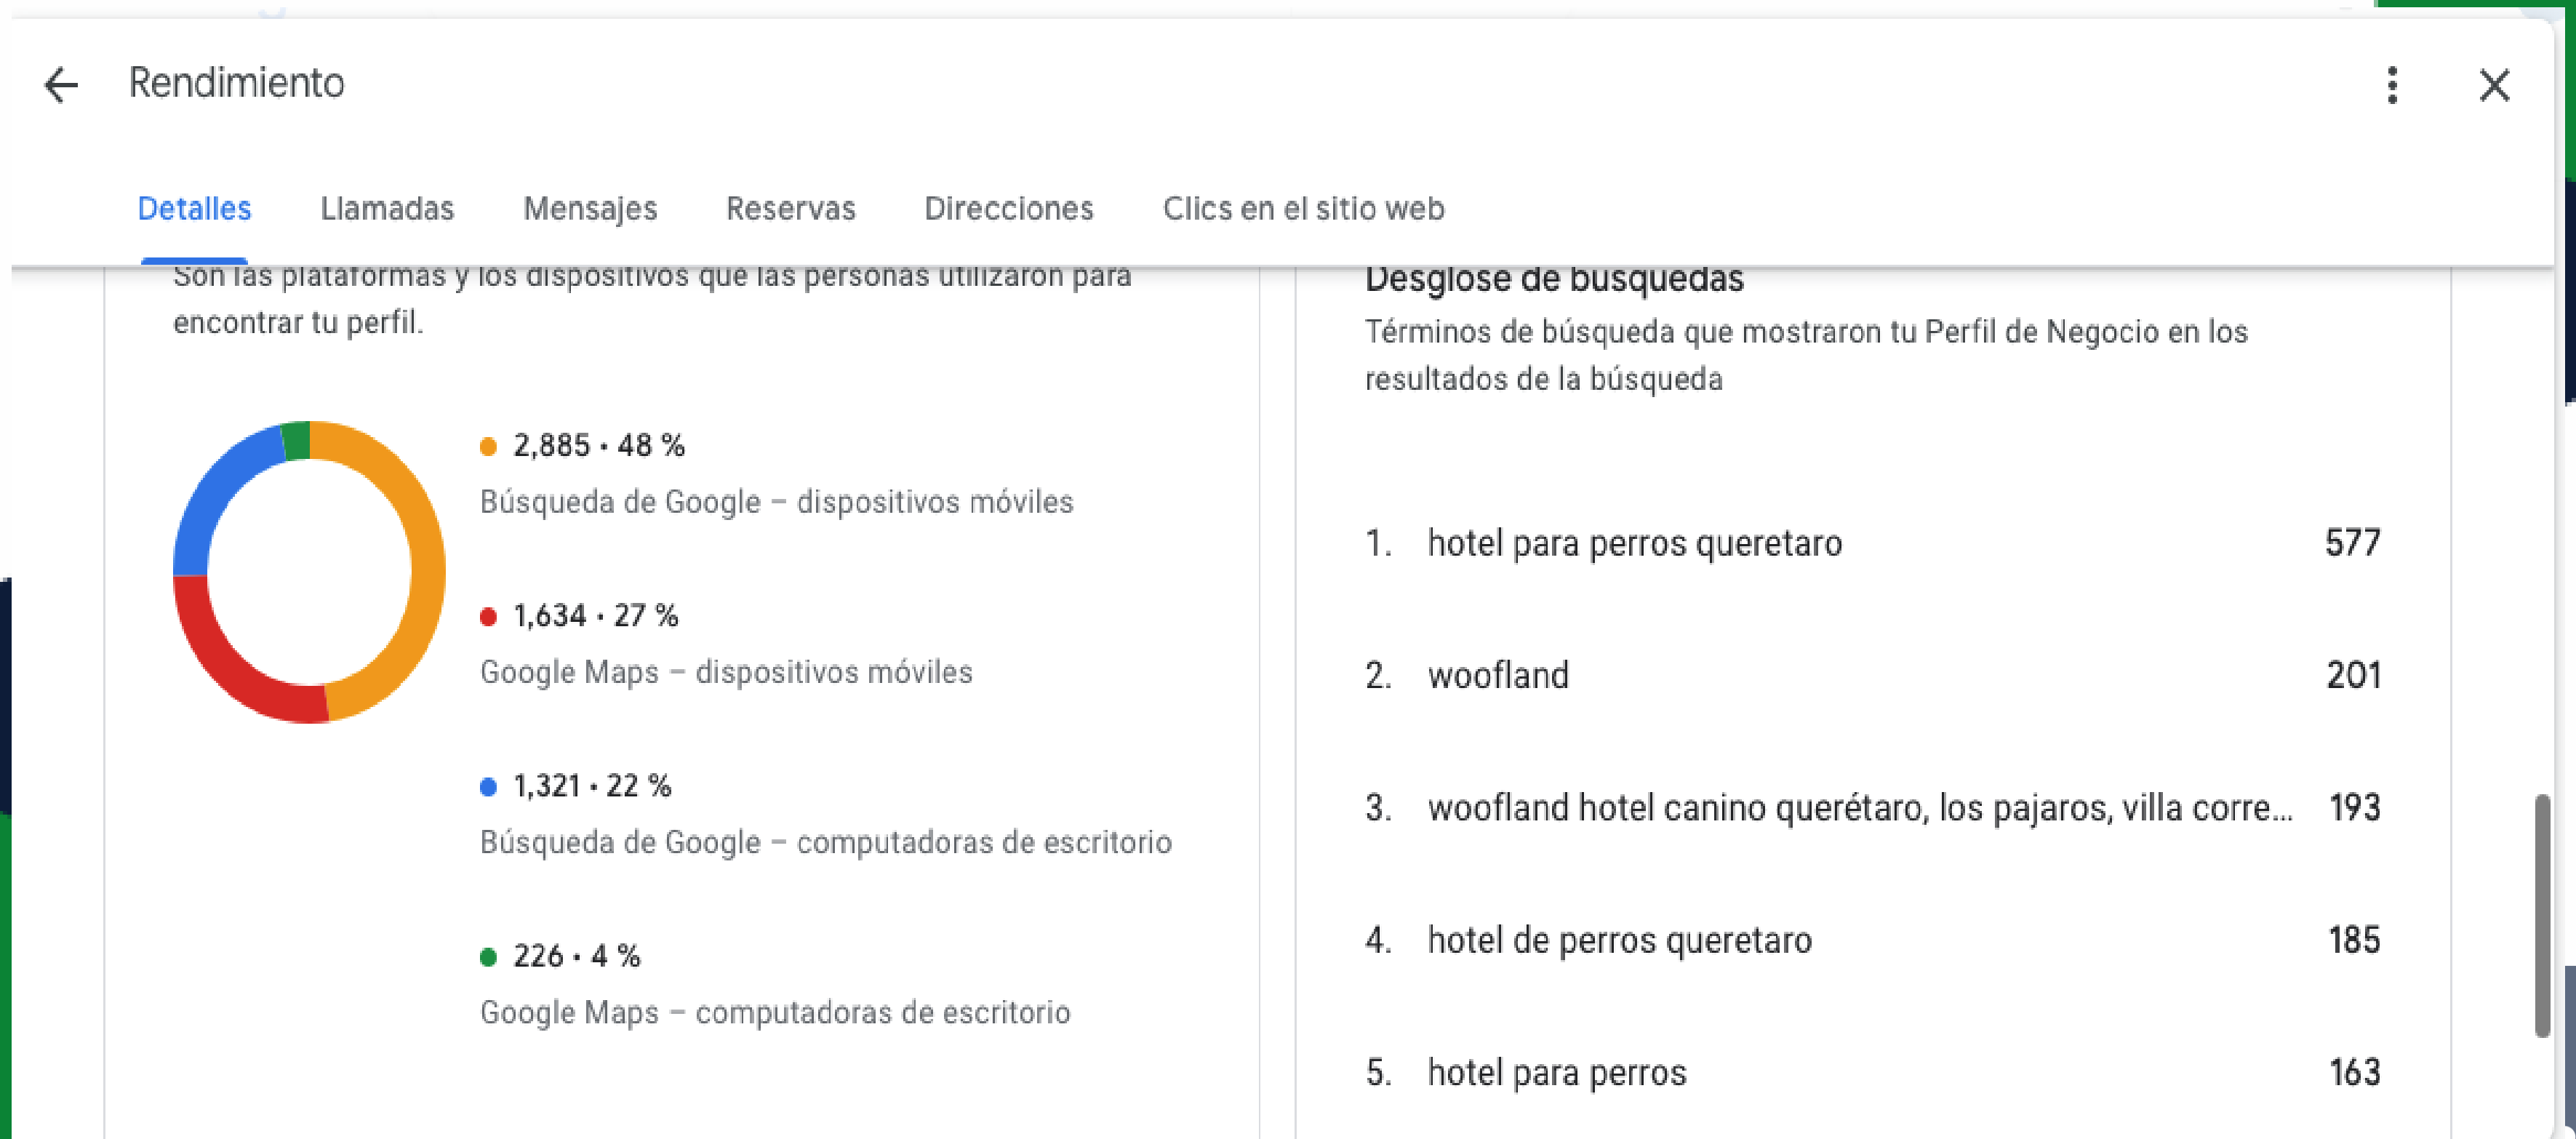 Rendimiento
Detalles Llamadas Mensajes Reservas Direcciones Clics en el sitio web
Son las plataformas y los dispositivos que las personas utilizaron para
encontrar tu perfil.
2,885 • 48 %
Búsqueda de Google – dispositivos móviles
1,634 • 27 %
Google Maps – dispositivos móviles
1,321 • 22 %
Búsqueda de Google – computadoras de escritorio
226 • 4 %
Google Maps – computadoras de escritorio
Desglose de búsquedas
Términos de búsqueda que mostraron tu Perfil de Negocio en los
resultados de la búsqueda
1. hotel para perros queretaro 577
2. woofland 201
3. woofland hotel canino querétaro, los pajaros, villa corre... 193
4. hotel de perros queretaro 185
5. hotel para perros 163